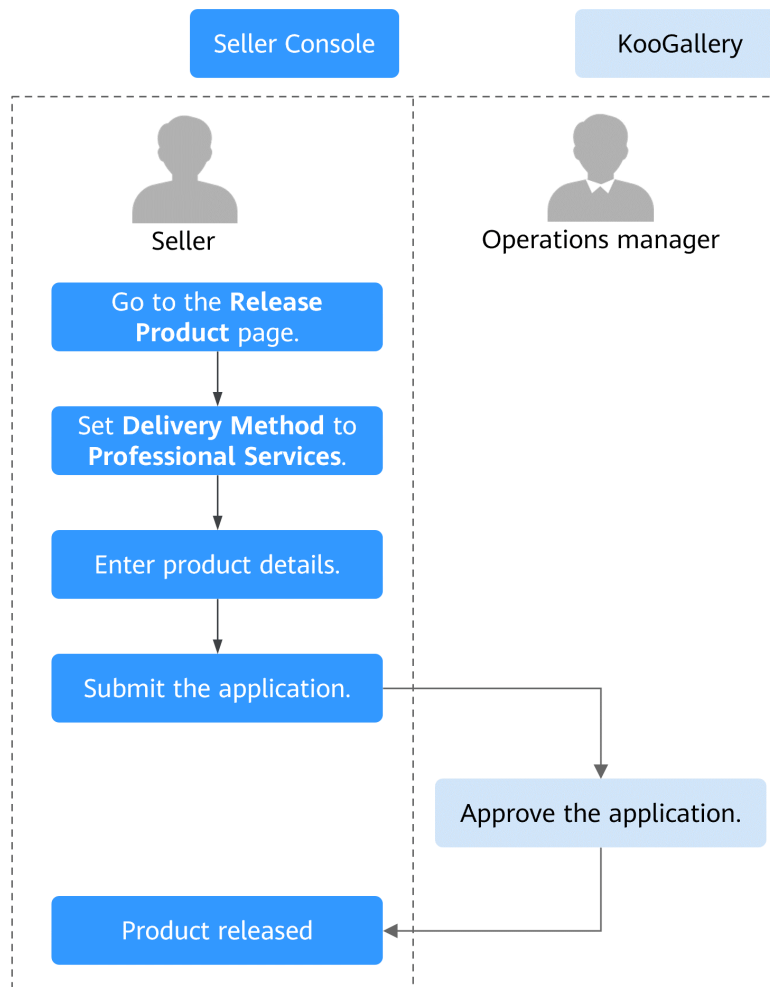 Seller Console
KooGallery
Seller
Operations manager
Go to the Release
Product page.
Set Delivery Method to
Professional Services.
Enter product details.
Submit the application.
Approve the application.
Product released